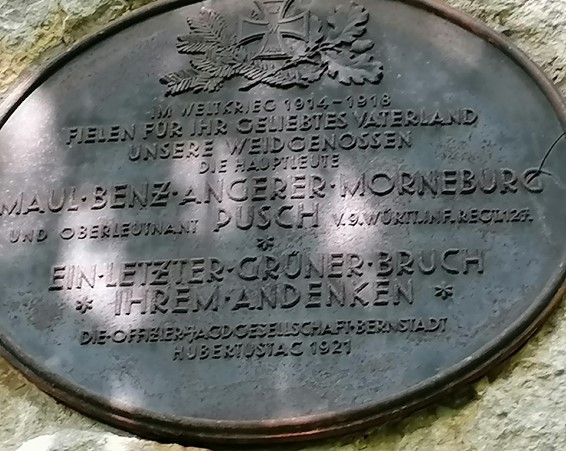 IM WELTKRIEG 1914-1918
FIELEN FÜR IHR GELIEBTES VATERLAND
UNSERE WEIDGENOSSEN
DIE HAUPTLEUTE
MAUL·BENZ·ANGERER·MORNEBURG
UND OBERLEUTNANT PUSCH V.9.WÜRTT.INF.REGT.127.
*
EIN·LETZTER·GRÜNER·BRUCH
* IHREM·ANDENKEN *
DIE·OFFIZIER-JAGDGESELLSCHAFT·BERNSTADT
HUBERTUSTAG 1921